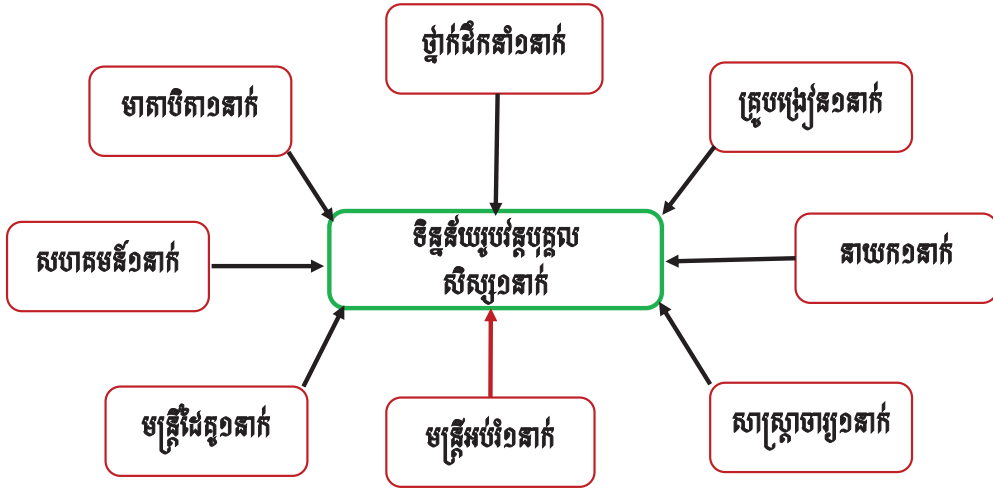 ថ្នាក់ដឹកនាំ១នាក់
មាតាបិតា១នាក់
គ្រូបង្រៀន១នាក់
ទិន្នន័យរូបវន្តបុគ្គល
សិស្ស១នាក់
សហគមន៍១នាក់
នាយក១នាក់
មន្ត្រីដៃគូ១នាក់
មន្ត្រីអប់រំ១នាក់
សាស្ត្រាចារ្យ១នាក់